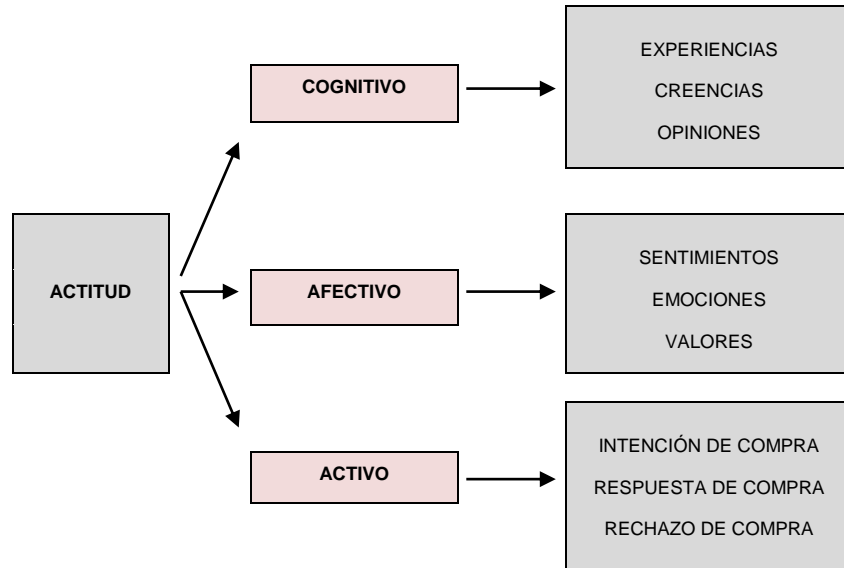 COGNITIVO
EXPERIENCIAS
CREENCIAS
OPINIONES
ACTITUD
AFECTIVO
SENTIMIENTOS
EMOCIONES
VALORES
ACTIVO
INTENCIÓN DE COMPRA
RESPUESTA DE COMPRA
RECHAZO DE COMPRA